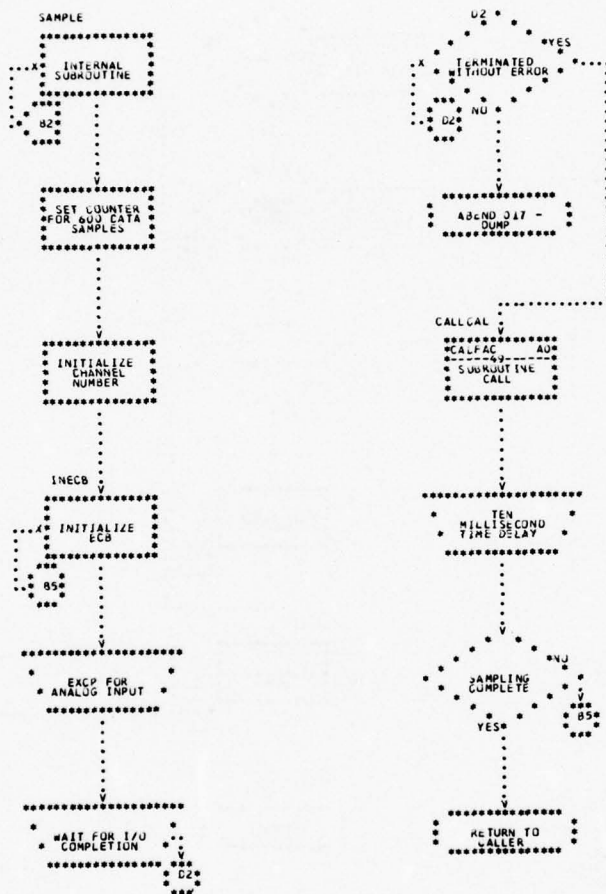 SAMPLE
INTERNAL
SUBROUTINE
B2
SET COUNTER
FOR 600 DATA
SAMPLES
INITIALIZE
CHANNEL
NUMBER
INECB
INITIALIZE
ECB
B5
EXCP FOR
ANALOG INPUT
WAIT FOR I/O
COMPLETION
D2
D2
YES
TERMINATED
WITHOUT ERROR
NO
D2
ABEND 017 -
DUMP
CALLCAL
CALFAC A0
49
SUBROUTINE
CALL
TEN
MILLISECOND
TIME DELAY
NO
SAMPLING
COMPLETE
B5
YES
RETURN TO
CALLER